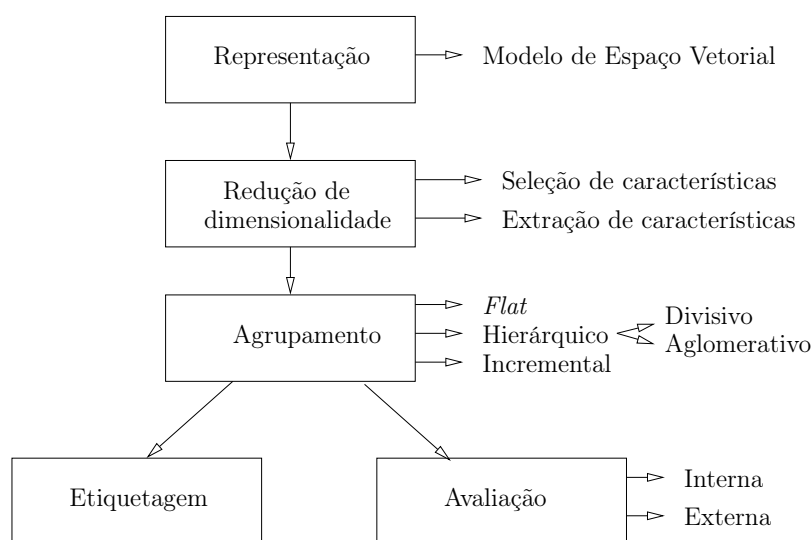 Representação
Modelo de Espaço Vetorial
Redução de
dimensionalidade
Seleção de características
Extração de características
Agrupamento
Flat
Hierárquico
Incremental
Divisivo
Aglomerativo
Etiquetagem
Avaliação
Interna
Externa